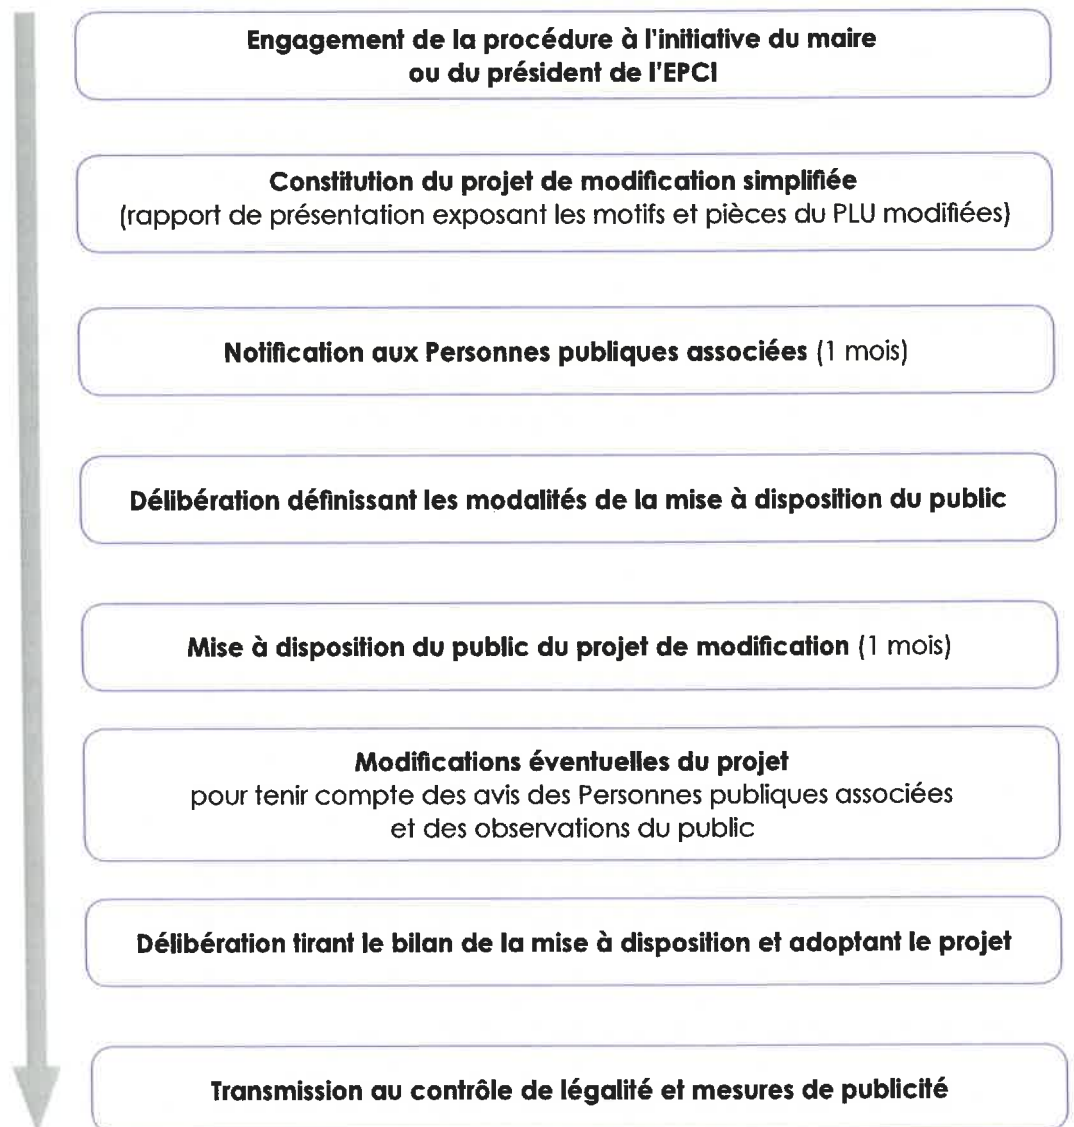 Engagement de la procédure à l'initiative du maire
ou du président de l'EPCI
Constitution du projet de modification simplifiée
(rapport de présentation exposant les motifs et pièces du PLU modifiées)
Notification aux Personnes publiques associées (1 mois)
Délibération définissant les modalités de la mise à disposition du public
Mise à disposition du public du projet de modification (1 mois)
Modifications éventuelles du projet
pour tenir compte des avis des Personnes publiques associées
et des observations du public
Délibération tirant le bilan de la mise à disposition et adoptant le projet
Transmission au contrôle de légalité et mesures de publicité